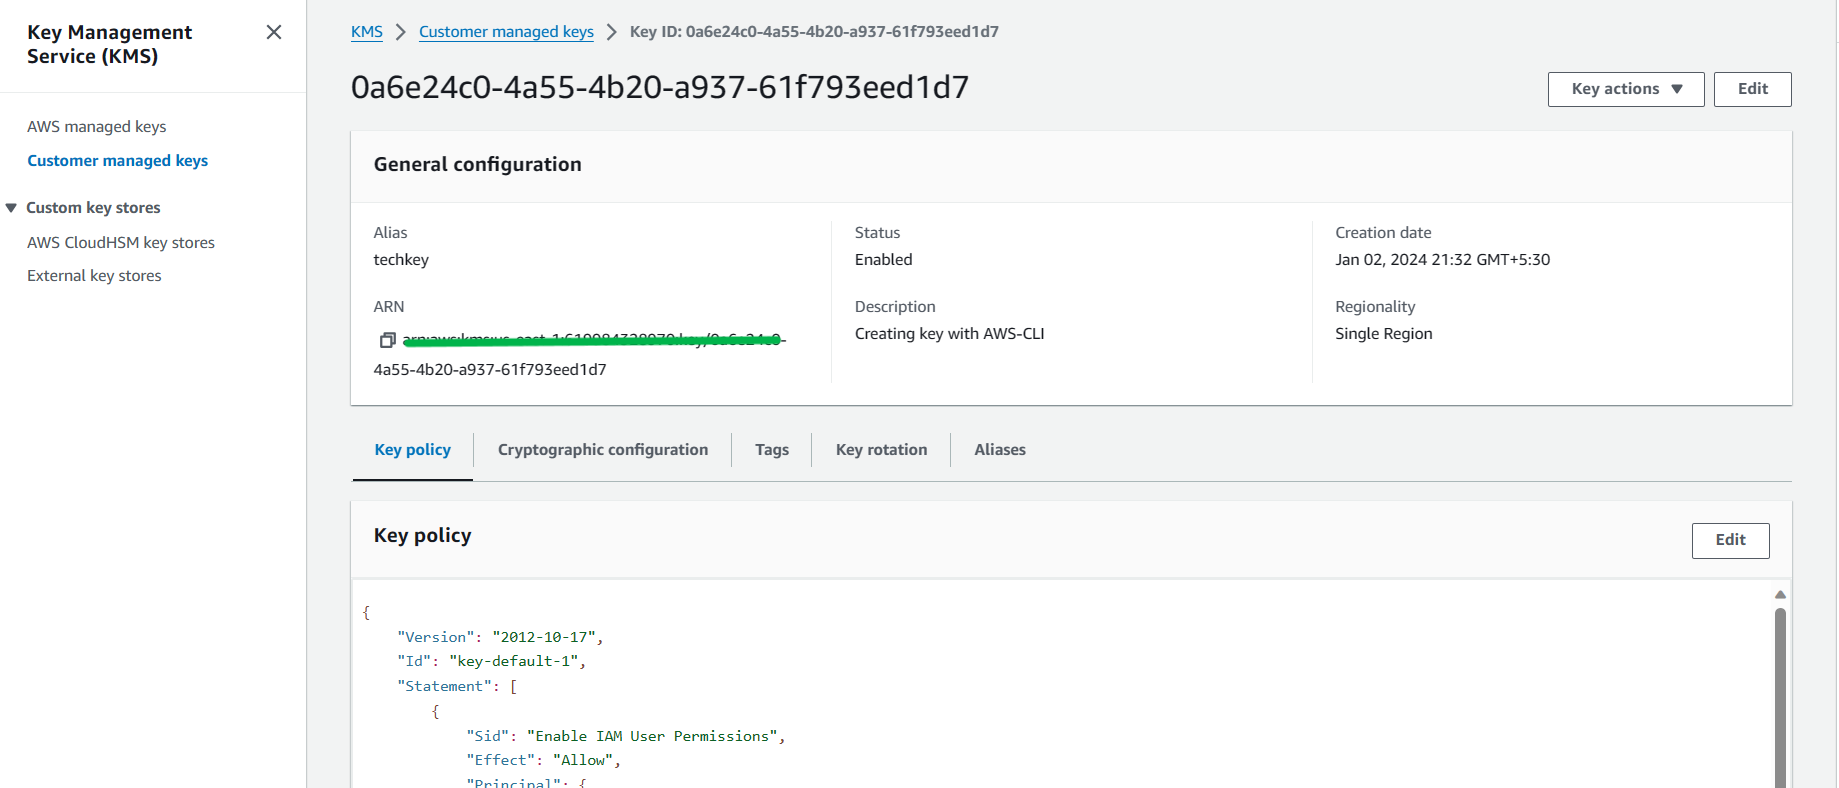 Key Management
Service (KMS)
AWS managed keys
Customer managed keys
Custom key stores
AWS CloudHSM key stores
External key stores
KMS > Customer managed keys > Key ID: 0a6e24c0-4a55-4b20-a937-61f793eed1d7
0a6e24c0-4a55-4b20-a937-61f793eed1d7
Key actions
Edit
General configuration
Alias
techkey
ARN
4a55-4b20-a937-61f793eed1d7
Status
Enabled
Description
Creating key with AWS-CLI
Creation date
Jan 02, 2024 21:32 GMT+5:30
Regionality
Single Region
Key policy
Cryptographic configuration
Tags
Key rotation
Aliases
Key policy
Edit
{
"Version": "2012-10-17",
"Id": "key-default-1",
"Statement": [
{
"Sid": "Enable IAM User Permissions",
"Effect": "Allow",
"Principal": {